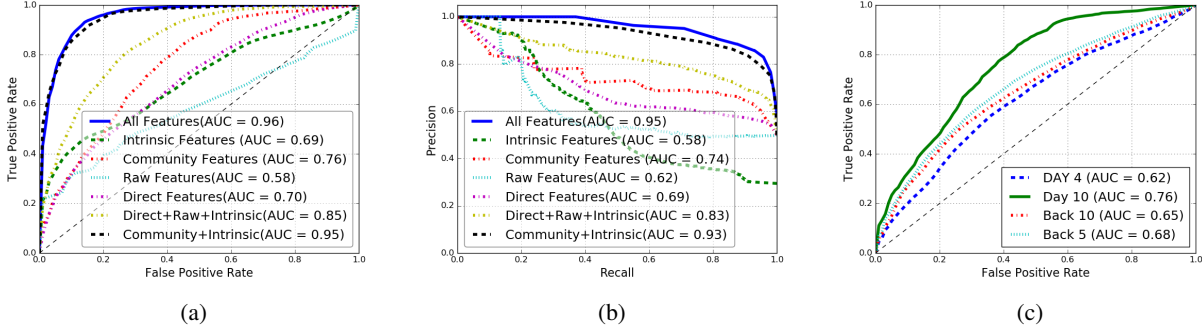 True Positive Rate
1.0
0.8
0.6
0.4
0.2
0.0
All Features(AUC = 0.96)
Intrinsic Features (AUC = 0.69)
Community Features (AUC = 0.76)
Raw Features(AUC = 0.58)
Direct Features(AUC = 0.70)
Direct+Raw+Intrinsic(AUC = 0.85)
Community+Intrinsic(AUC = 0.95)
0.0 0.2 0.4 0.6 0.8 1.0
False Positive Rate
(a)
Precision
1.0
0.8
0.6
0.4
0.2
0.0
All Features(AUC = 0.95)
Intrinsic Features (AUC = 0.58)
Community Features (AUC = 0.74)
Raw Features(AUC = 0.62)
Direct Features(AUC = 0.69)
Direct+Raw+Intrinsic(AUC = 0.83)
Community+Intrinsic(AUC = 0.93)
0.0 0.2 0.4 0.6 0.8 1.0
Recall
(b)
True Positive Rate
1.0
0.8
0.6
0.4
0.2
0.0
DAY 4 (AUC = 0.62)
Day 10 (AUC = 0.76)
Back 10 (AUC = 0.65)
Back 5 (AUC = 0.68)
0.0 0.2 0.4 0.6 0.8 1.0
False Positive Rate
(c)